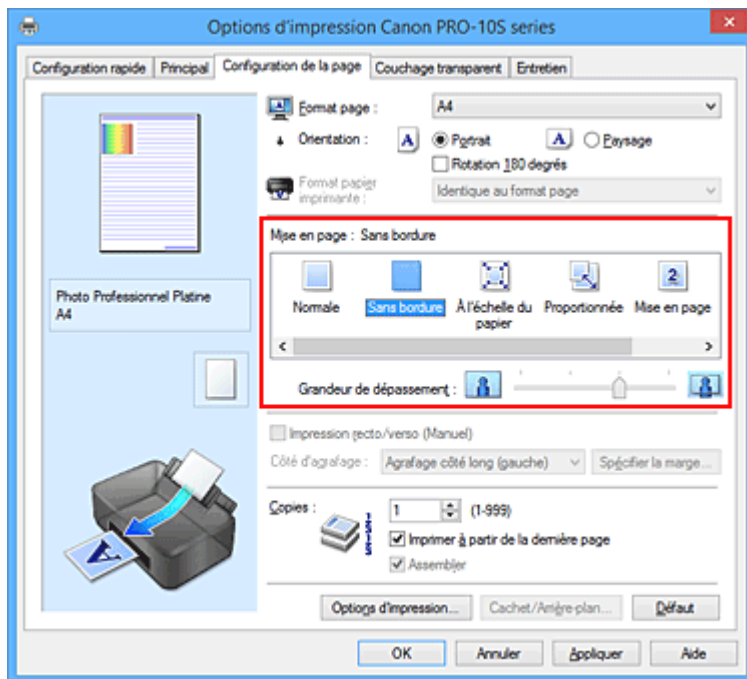 Options d'impression Canon PRO-10S series
Configuration rapide Principal Configuration de la page Couchage transparent Entretien
Format page : A4
Orientation : A Portrait A Paysage
Rotation 180 degrés
Format papier
imprimante : Identique au format page
Mise en page : Sans bordure
2
Normale Sans bordure À l'échelle du Proportionnée Mise en page
papier
Photo Professionnel Platine
A4
Grandeur de dépassement :
Impression recto/verso (Manuel)
Côté d'agrafage : Agrafage côté long (gauche) Spécifier la marge...
Copies : 1 (1-999)
Imprimer à partir de la dernière page
Assembler
A
Options d'impression... Cachet/Arrière-plan... Défaut
OK Annuler Appliquer Aide